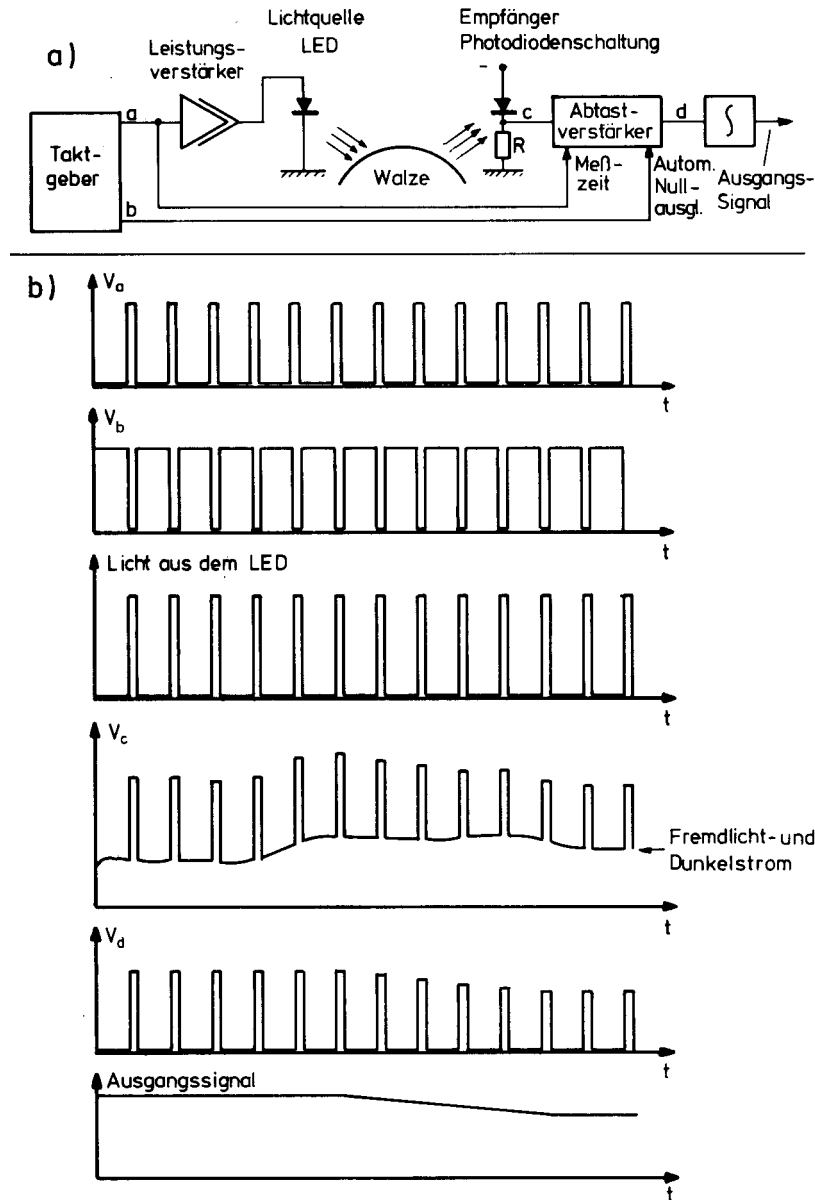 a)
Lichtquelle
LED
Leistungs-
verstärker
Empfänger
Photodiodenschaltung
-
a
Takt-
geber
b
Walze
c
R
Abtast-
verstärker
d
∫
Meß-
zeit
Autom.
Null-
ausgl.
Ausgangs-
Signal
b)
Va
t
Vb
t
Licht aus dem LED
t
Vc
Fremdlicht-und
Dunkelstrom
t
Vd
t
Ausgangssignal
t